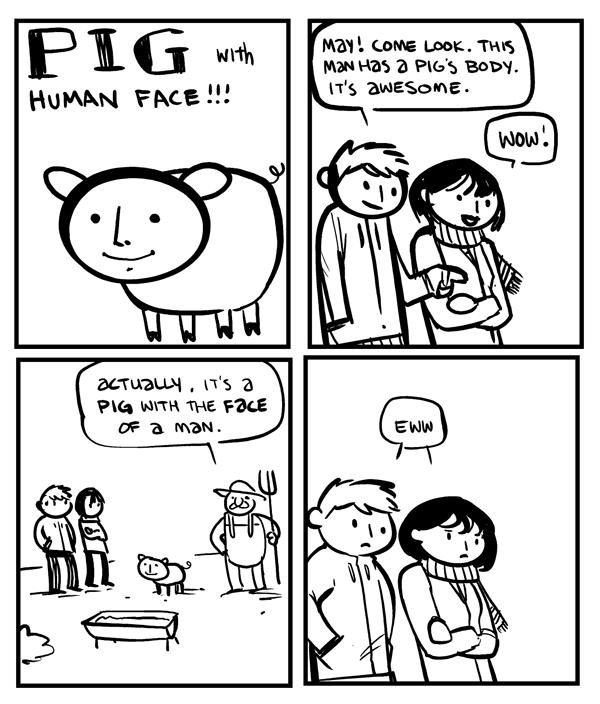 PIG with
HUMAN FACE!!!
MAY! COME LOOK. THIS
MAN HAS A PIG'S BODY.
IT'S AWESOME.
WOW!
ACTUALLY, IT'S A
PIG WITH THE FACE
OF A MAN.
EWW